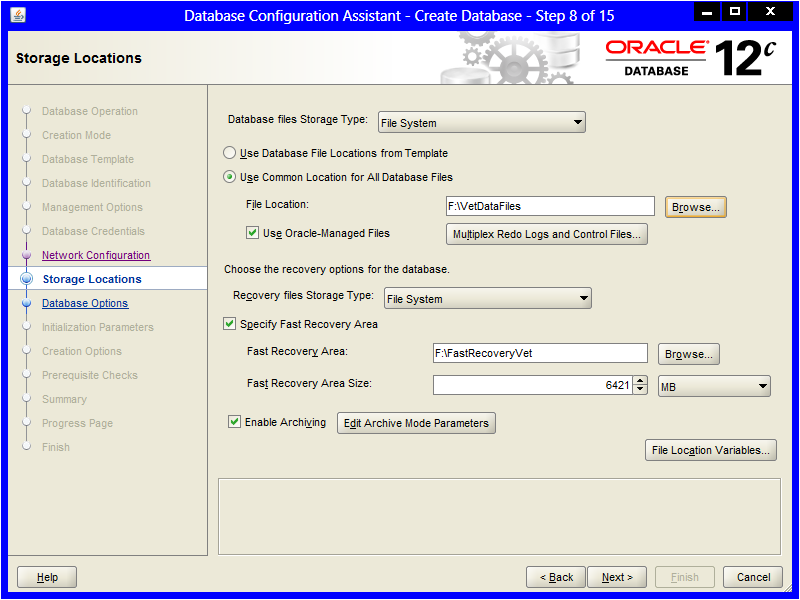 Database Configuration Assistant - Create Database - Step 8 of 15
Storage Locations
ORACLE
DATABASE
12c
Database Operation
Creation Mode
Database Template
Database Identification
Management Options
Database Credentials
Network Configuration
Storage Locations
Database Options
Initialization Parameters
Creation Options
Prerequisite Checks
Summary
Progress Page
Finish
Database files Storage Type: File System
Use Database File Locations from Template
Use Common Location for All Database Files
File Location: F:\VetDataFiles Browse...
Use Oracle-Managed Files Multiplex Redo Logs and Control Files...
Choose the recovery options for the database.
Recovery files Storage Type: File System
Specify Fast Recovery Area
Fast Recovery Area: F:\FastRecoveryVet Browse...
Fast Recovery Area Size: 6421 MB
Enable Archiving Edit Archive Mode Parameters
File Location Variables...
Help < Back Next > Finish Cancel